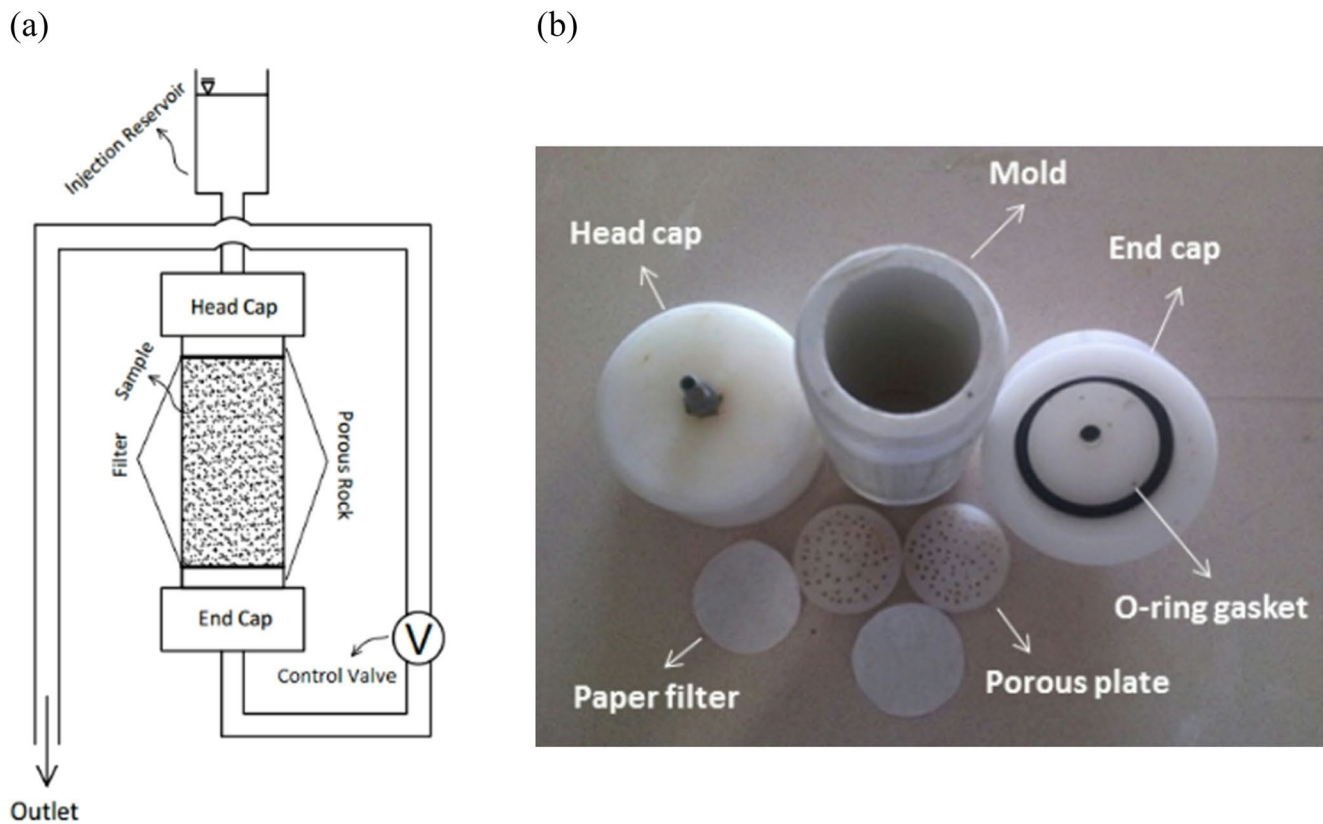 (a)
Injection Reservoir
Head Cap
Sample
Filter
Porous Rock
End Cap
V
Control Valve
Outlet
(b)
Mold
Head cap
End cap
O-ring gasket
Paper filter
Porous plate